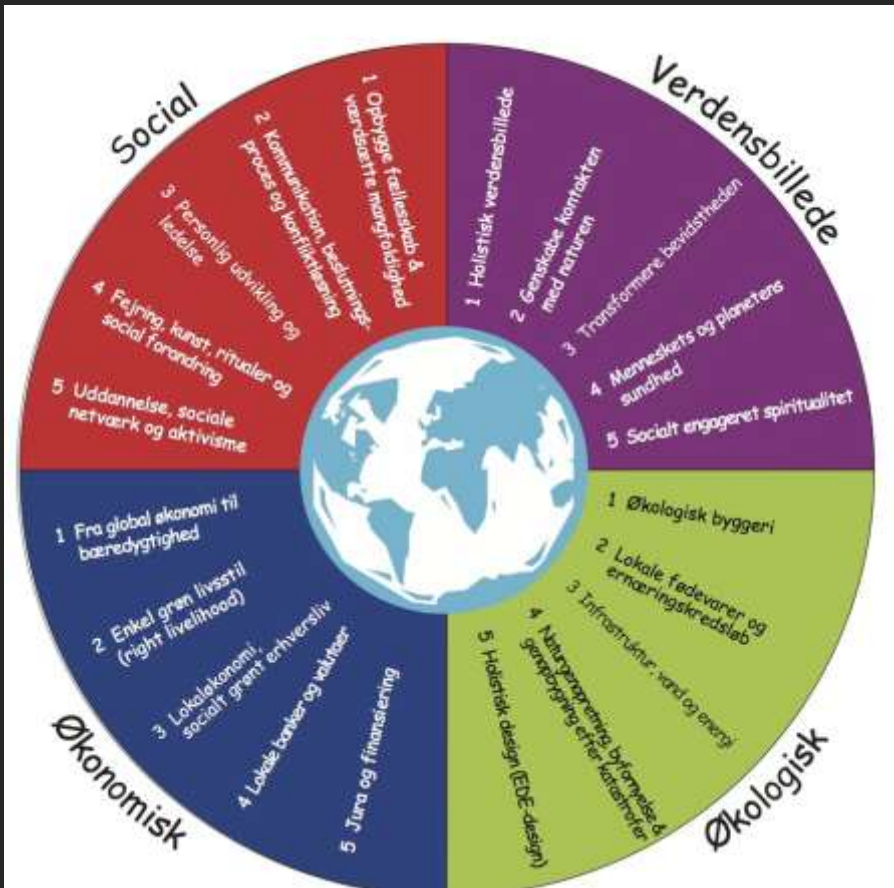 Social
1 Opbygge fællesskab &
værdsætte mangfoldighed
2 Kommunikation, beslutnings-
proces og konfliktløsning
3 Personlig udvikling og
ledelse
4 Fejring, kunst, ritualer og
social forandring
5 Uddannelse, sociale
netværk og aktivisme
Verdensbillede
1 Holistisk verdensbillede
2 Genskabe kontakten
med naturen
3 Transformere bevidstheden
4 Menneskets og planetens
sundhed
5 Socialt engageret spiritualitet
Økonomisk
1 Fra global økonomi til
bæredygtighed
2 Enkel grøn livsstil
(right livelihood)
3 Lokaløkonomi,
socialt grønt erhversliv
4 Lokale banker og valutaer
5 Jura og finansiering
Økologisk
1 Økologisk byggeri
2 Lokale fødevarer og
ernæringskredsløb
3 Infrastruktur, vand og energi
4 Naturgenopretning, byfornyelse &
genopbygning efter katastrofer
5 Holistisk design (EDE-design)